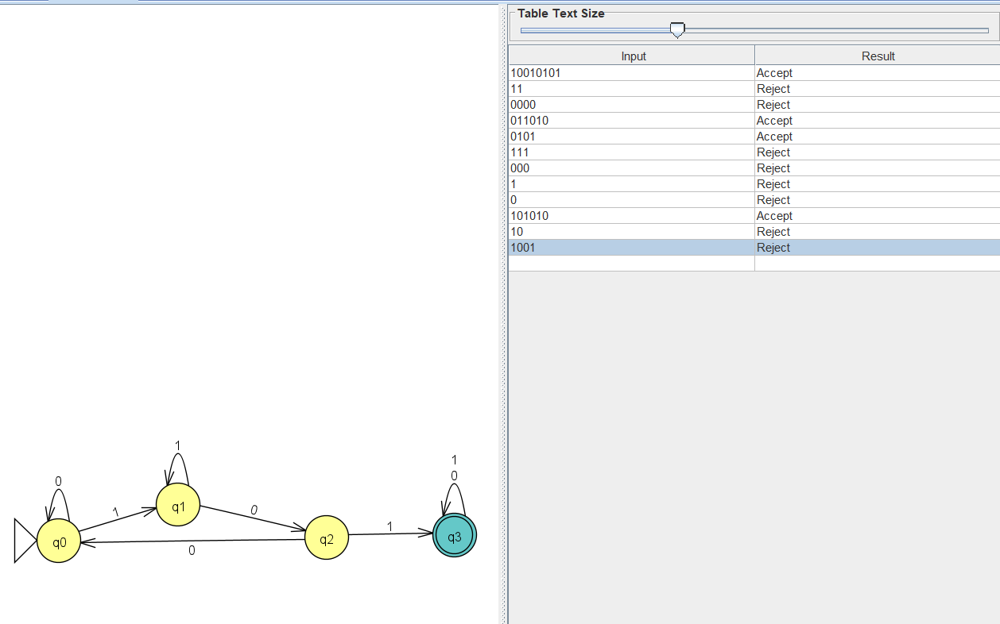 Table Text Size
Input Result
10010101 Accept
11 Reject
0000 Reject
011010 Accept
0101 Accept
111 Reject
000 Reject
1 Reject
0 Reject
101010 Accept
10 Reject
1001 Reject
1
1
0
0
0
1
0
1
q0
q1
q2
q3
0